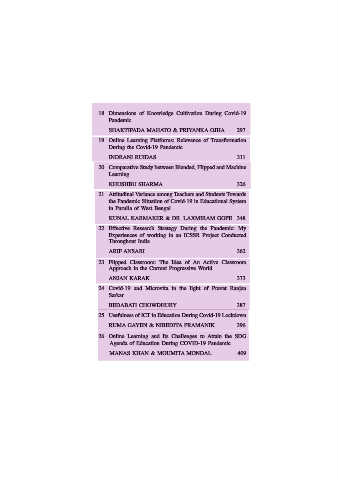 18 Dimensions of Knowledge Cultivation During Covid-19
Pandemic
SHAKTIPADA MAHATO & PRIYANKA OJHA 297
19 Online Learning Platforms: Relevance of Transformation
During the Covid-19 Pandemic
INDRANI RUIDAS 311
20 Comparative Study between Blended, Flipped and Machine
Learning
KHUSHBU SHARMA 326
21 Attitudinal Variance among Teachers and Students Towards
the Pandemic Situation of Covid-19 in Educational System
in Purulia of West Bengal
KUNAL KARMAKER & DR. LAXMIRAM GOPE 348
22 Effective Research Strategy During the Pandemic: My
Experiences of working in an ICSSR Project Conducted
Throughout India
ARIF ANSARI 362
23 Flipped Classroom: The Idea of An Active Classroom
Approach in the Current Progressive World
ANJAN KARAK 373
24 Covid-19 and Microvita in the light of Pravat Ranjan
Sarkar
BEDABATI CHOWDHURY 387
25 Usefulness of ICT in Education During Covid-19 Lockdown
RUMA GAYEN & NIBEDITA PRAMANIK 396
26 Online Learning and Its Challenges to Attain the SDG
Agenda of Education During COVID-19 Pandemic
MANAS KHAN & MOUMITA MONDAL 409